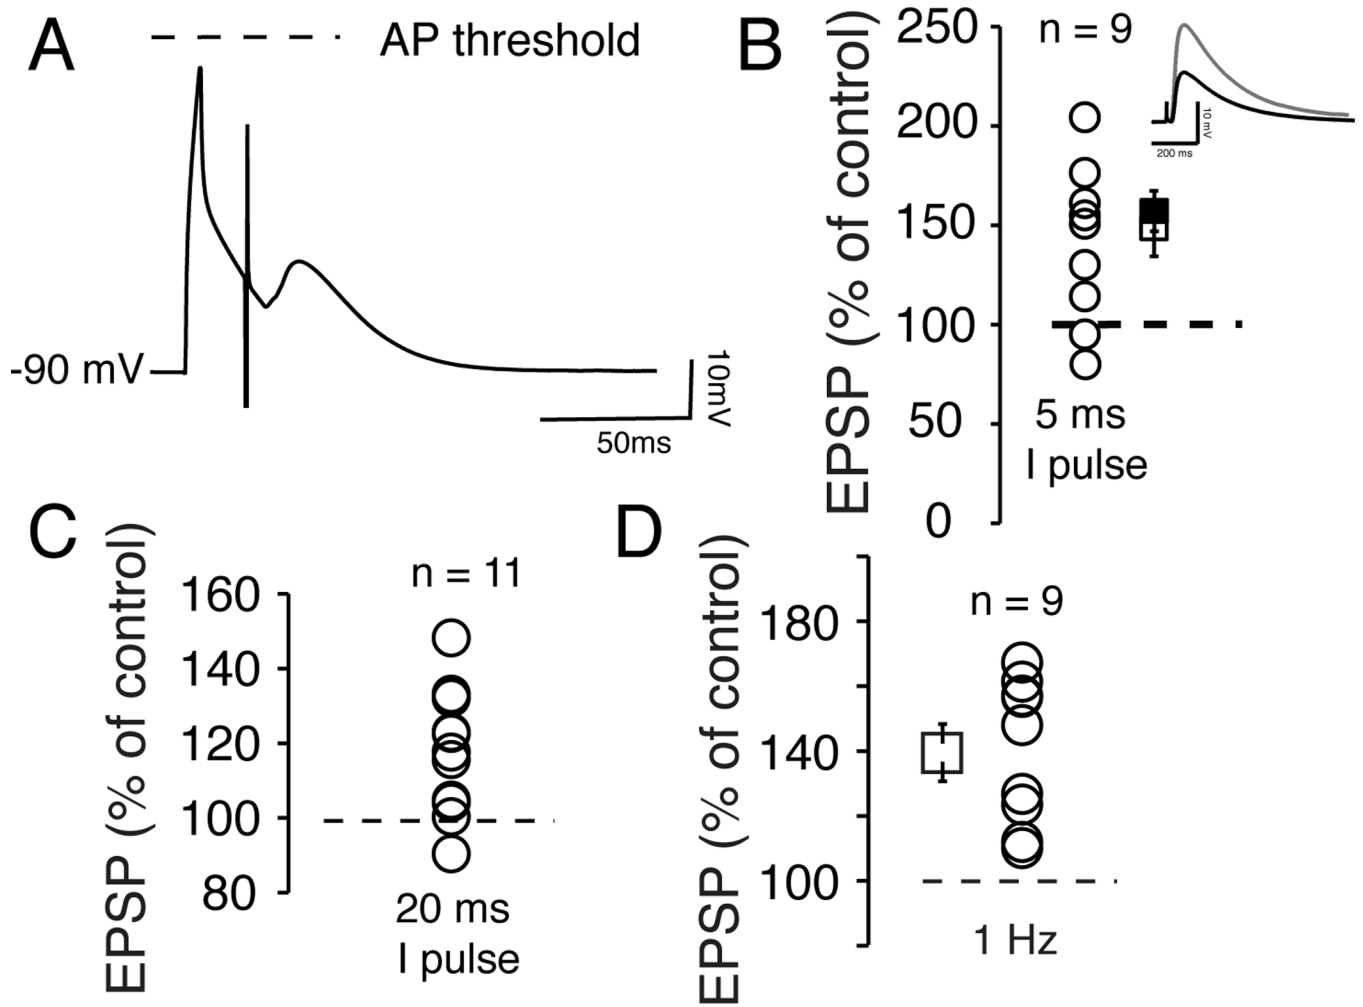 A
AP threshold
-90 mV
10mV
50ms
B
EPSP (% of control)
250
200
150
100
50
0
n = 9
10 mV
200 ms
5 ms
I pulse
C
EPSP (% of control)
160
140
120
100
80
n = 11
20 ms
I pulse
D
EPSP (% of control)
180
140
100
n = 9
1 Hz